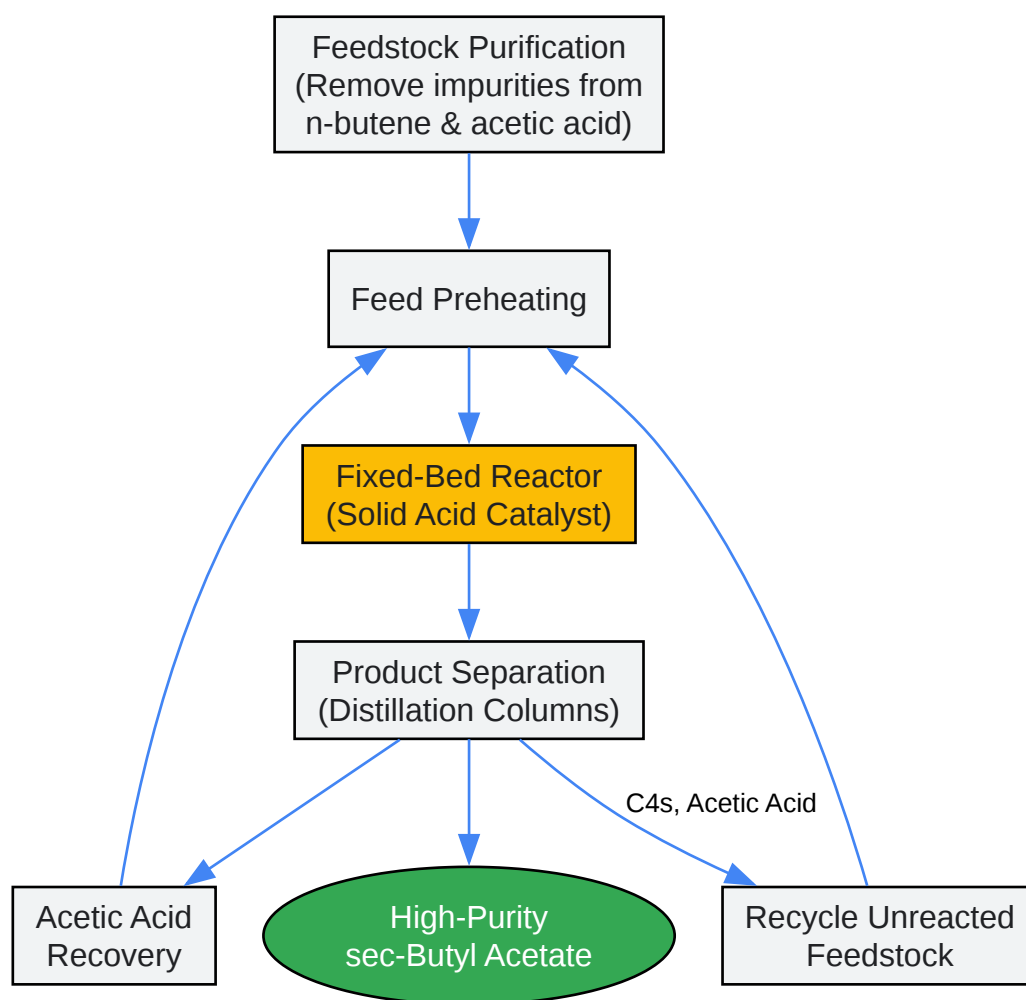 Feedstock Purification
(Remove impurities from
n-butene & acetic acid)
Feed Preheating
Fixed-Bed Reactor
(Solid Acid Catalyst)
Product Separation
(Distillation Columns)
C4s, Acetic Acid
Acetic Acid
Recovery
High-Purity
sec-Butyl Acetate
Recycle Unreacted
Feedstock